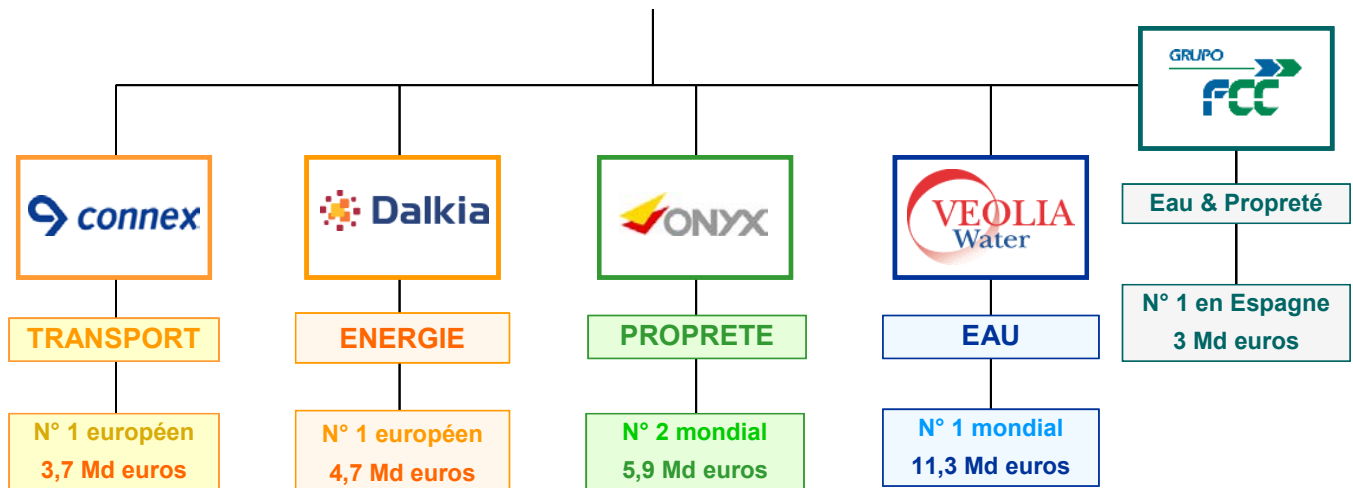 GRUPO
FCC
connex
Dalkia
ONYX
VEOLIA
Water
Eau & Propreté
N° 1 en Espagne
3 Md euros
TRANSPORT
ENERGIE
PROPRETE
EAU
N° 1 européen
3,7 Md euros
N° 1 européen
4,7 Md euros
N° 2 mondial
5,9 Md euros
N° 1 mondial
11,3 Md euros